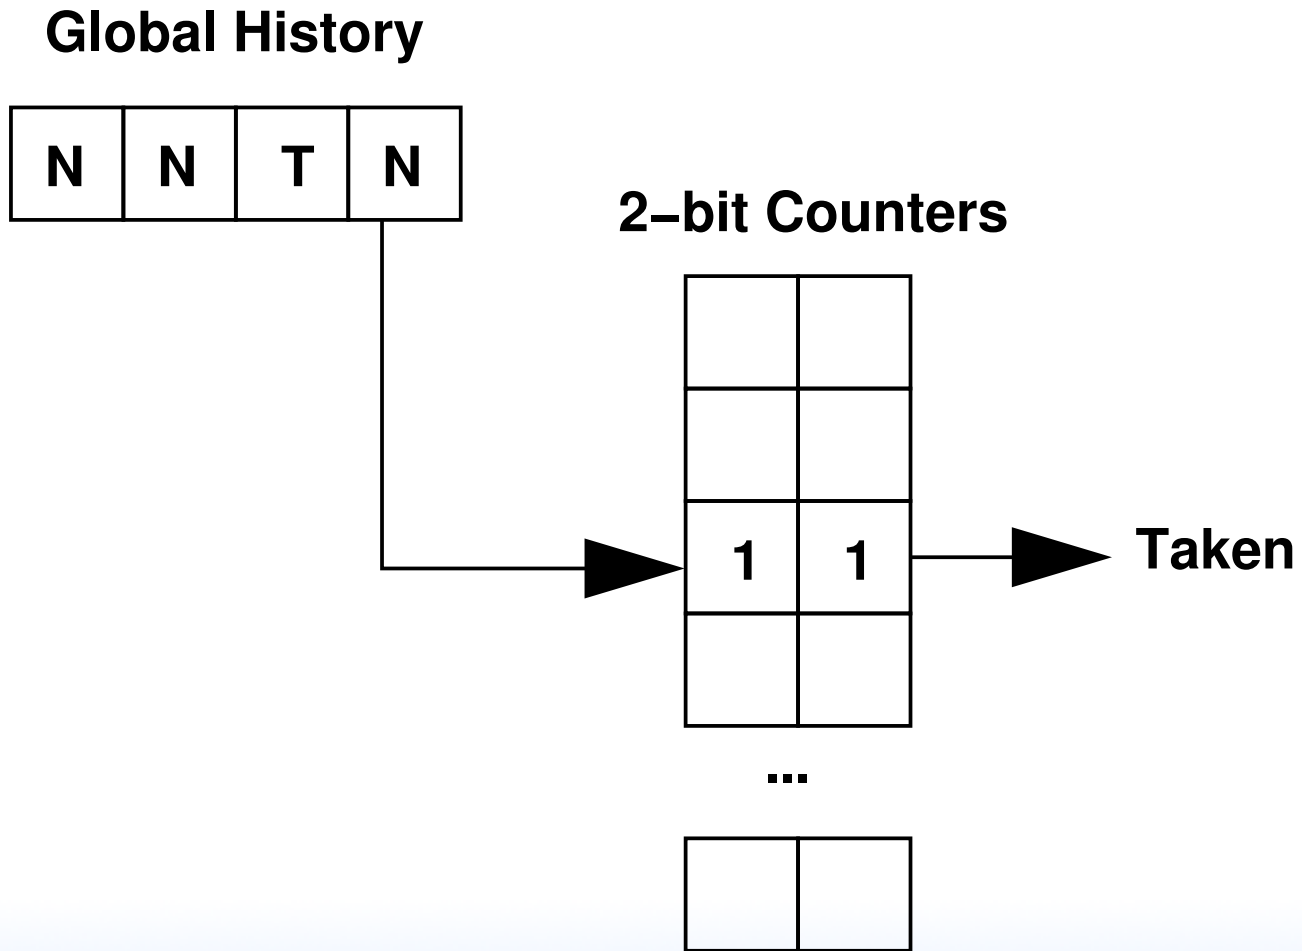 Global History
N N T N
2–bit Counters
1 1
Taken
...